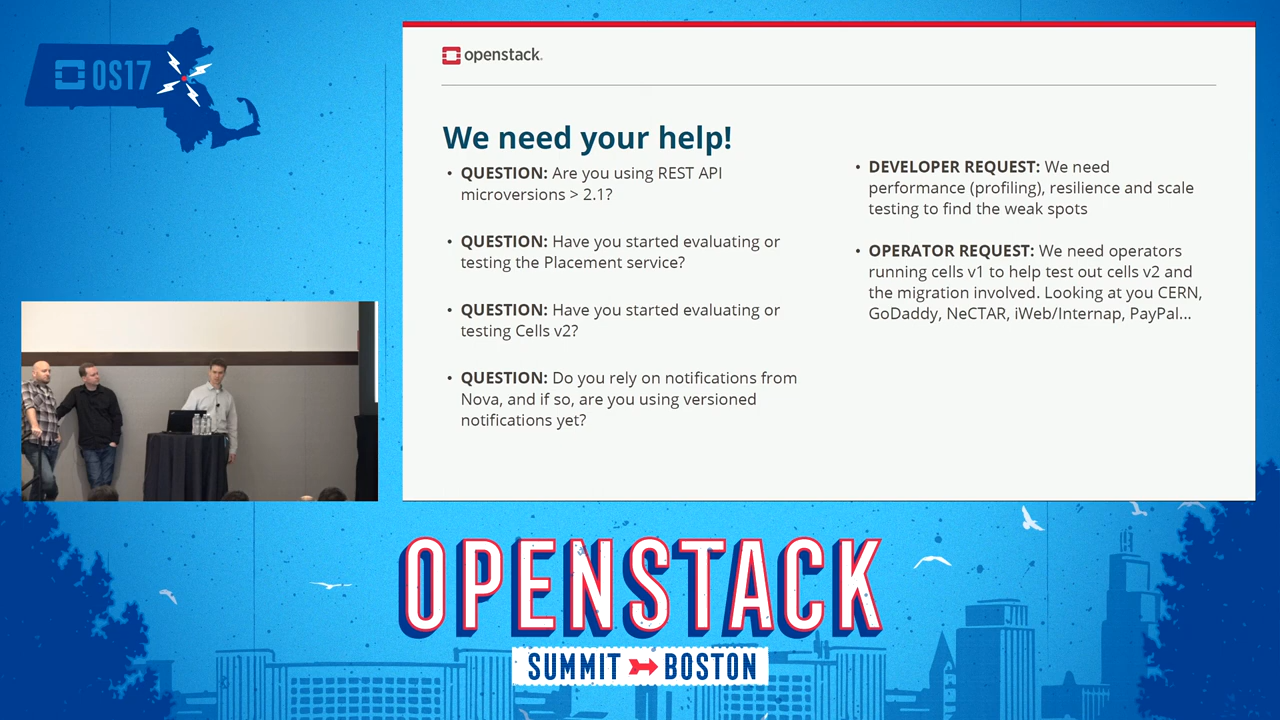 OS17
openstack.
We need your help!
• QUESTION: Are you using REST API
microversions > 2.1?
• QUESTION: Have you started evaluating or
testing the Placement service?
• QUESTION: Have you started evaluating or
testing Cells v2?
• QUESTION: Do you rely on notifications from
Nova, and if so, are you using versioned
notifications yet?
• DEVELOPER REQUEST: We need
performance (profiling), resilience and scale
testing to find the weak spots
• OPERATOR REQUEST: We need operators
running cells v1 to help test out cells v2 and
the migration involved. Looking at you CERN,
GoDaddy, NeCTAR, iWeb/Internap, PayPal...
OPENSTACK
SUMMIT BOSTON